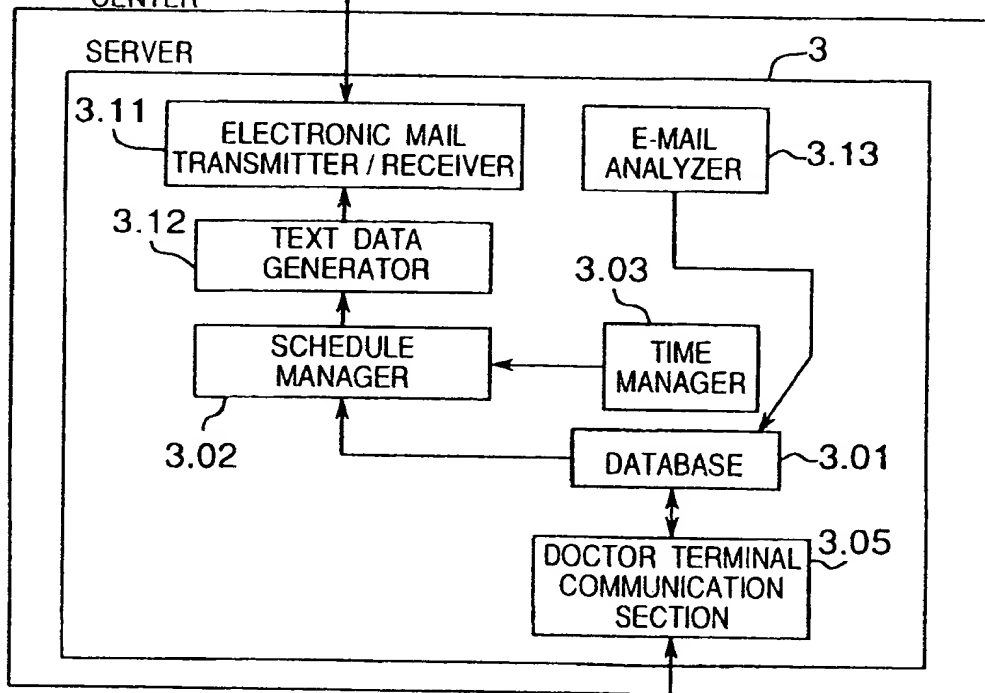 CENTER
SERVER
3
3.11
ELECTRONIC MAIL
TRANSMITTER / RECEIVER
E-MAIL
ANALYZER
3.13
3.12
TEXT DATA
GENERATOR
3.03
SCHEDULE
MANAGER
TIME
MANAGER
3.02
DATABASE
3.01
DOCTOR TERMINAL
COMMUNICATION
SECTION
3.05